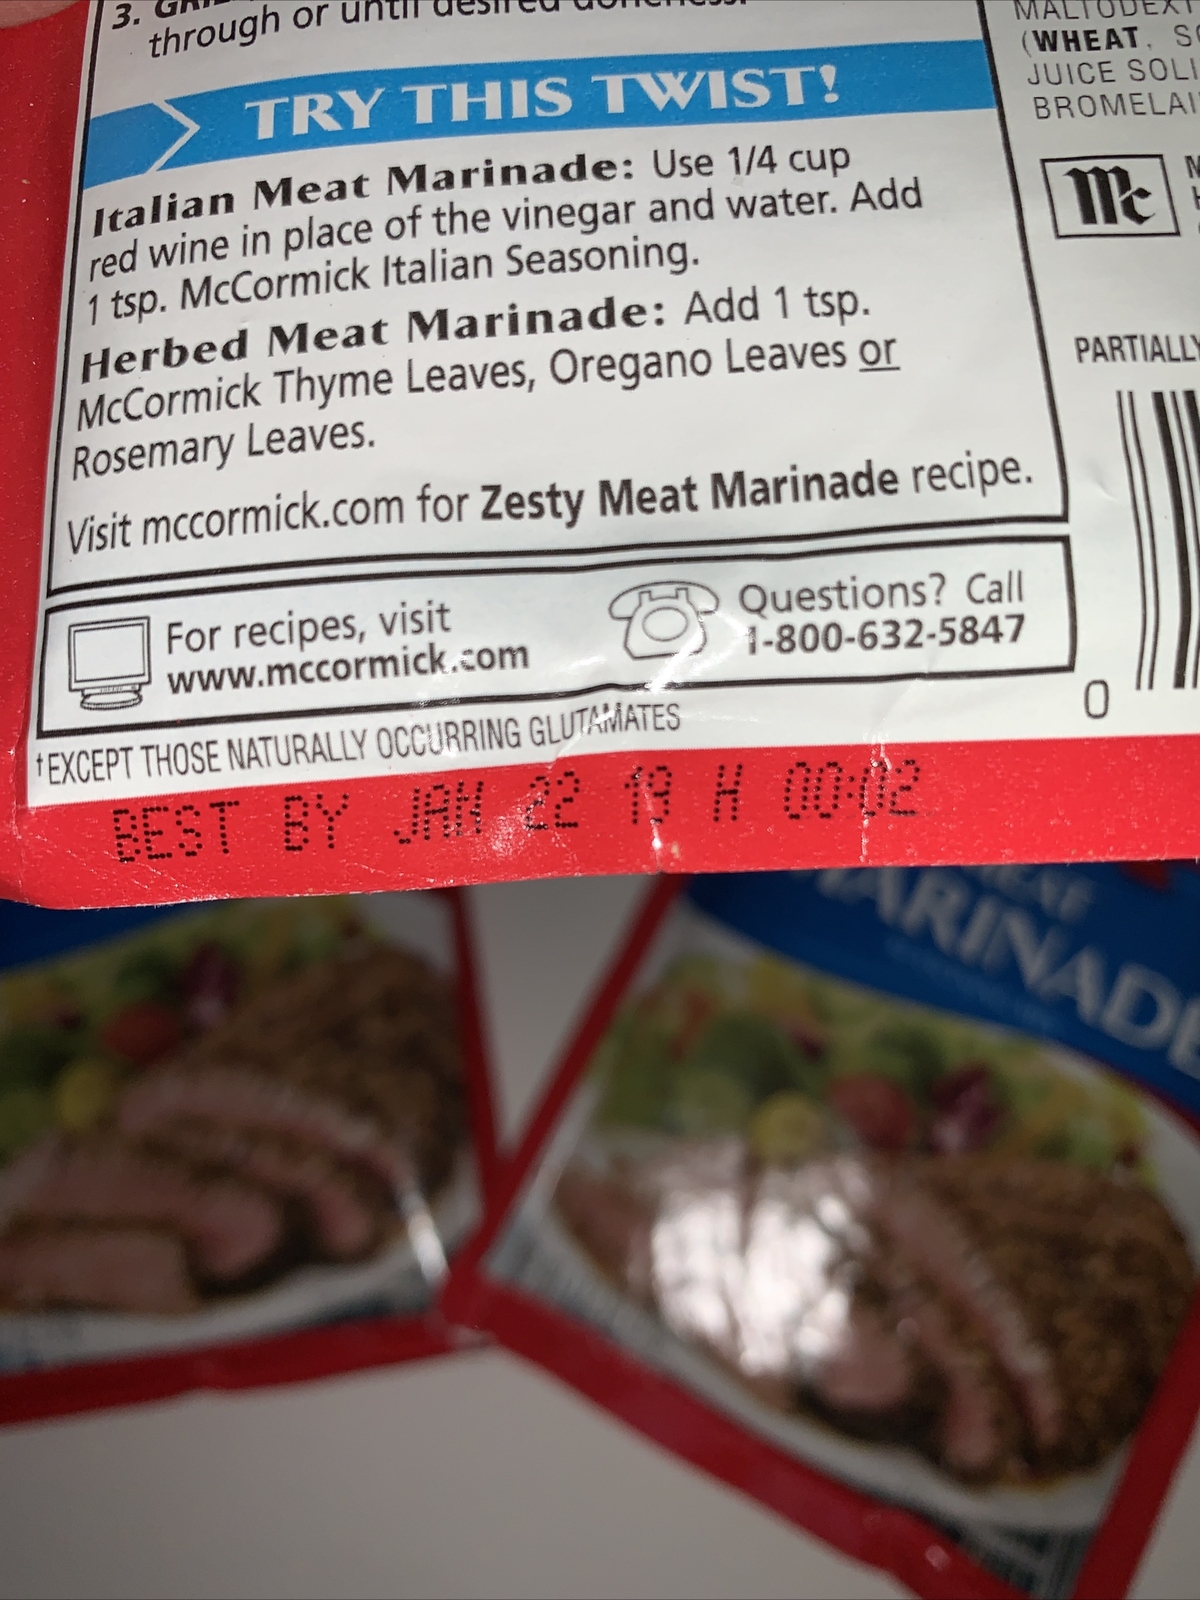 3.
through or until desired doneness.
TRY THIS TWIST!
Italian Meat Marinade: Use 1/4 cup
red wine in place of the vinegar and water. Add
1 tsp. McCormick Italian Seasoning.
Herbed Meat Marinade: Add 1 tsp.
McCormick Thyme Leaves, Oregano Leaves or
Rosemary Leaves.
Visit mccormick.com for Zesty Meat Marinade recipe.
For recipes, visit
www.mccormick.com
Questions? Call
1-800-632-5847
†EXCEPT THOSE NATURALLY OCCURRING GLUTAMATES
BEST BY JAN 22 19 H 00:02
(WHEAT,
JUICE
Mc
PARTIALLY
0
MARINADE